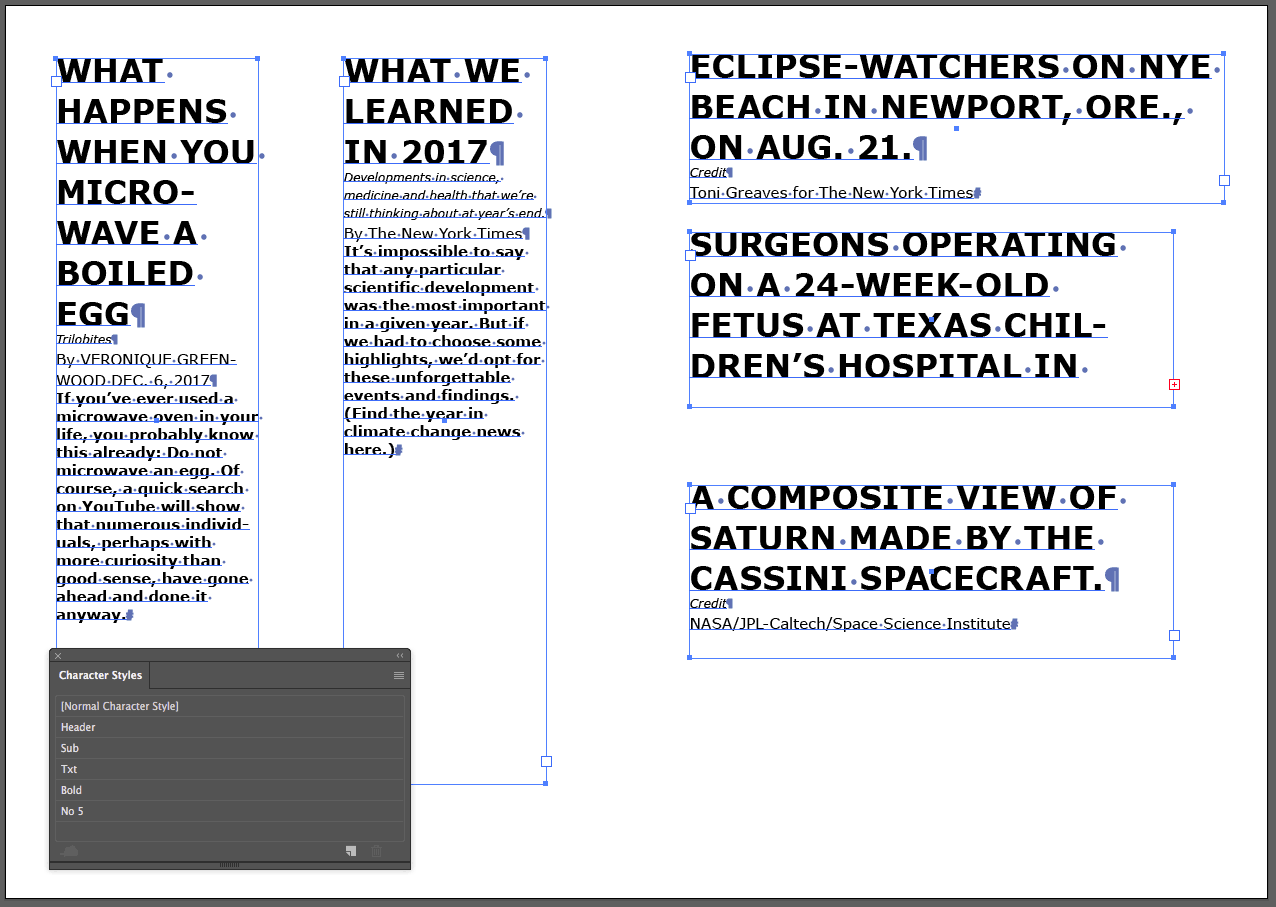 WHAT
HAPPENS
WHEN YOU
MICRO-
WAVE A
BOILED
EGG
Trilobites
By VERONIQUE GREEN-
WOOD DEC. 6, 2017
If you’ve ever used a
microwave oven in your
life, you probably know
this already: Do not
microwave an egg. Of
course, a quick search
on YouTube will show
that numerous individ-
uals, perhaps with
more curiosity than
good sense, have gone
ahead and done it
anyway.
WHAT WE
LEARNED
IN 2017
Developments in science,
medicine and health that we’re
still thinking about at year’s end.
By The New York Times
It’s impossible to say
that any particular
scientific development
was the most important
in a given year. But if
we had to choose some
highlights, we’d opt for
these unforgettable
events and findings.
(Find the year in
climate change news
here.)
ECLIPSE-WATCHERS ON NYE
BEACH IN NEWPORT, ORE.,
ON AUG. 21.
Credit
Toni Greaves for The New York Times
SURGEONS OPERATING
ON A 24-WEEK-OLD
FETUS AT TEXAS CHIL-
DREN’S HOSPITAL IN
A COMPOSITE VIEW OF
SATURN MADE BY THE
CASSINI SPACECRAFT.
Credit
NASA/JPL-Caltech/Space Science Institute
Character Styles
[Normal Character Style]
Header
Sub
Txt
Bold
No 5